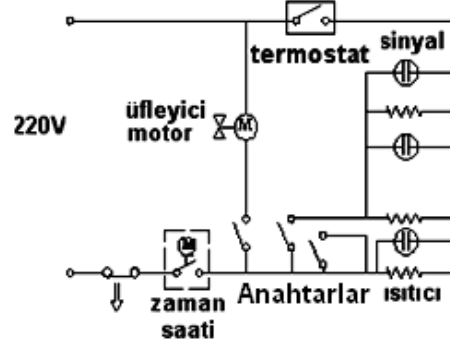 sinyal
termostat
üfleyici
motor
M
220V
M
zaman
saati
Anahtarlar
ısıtıcı